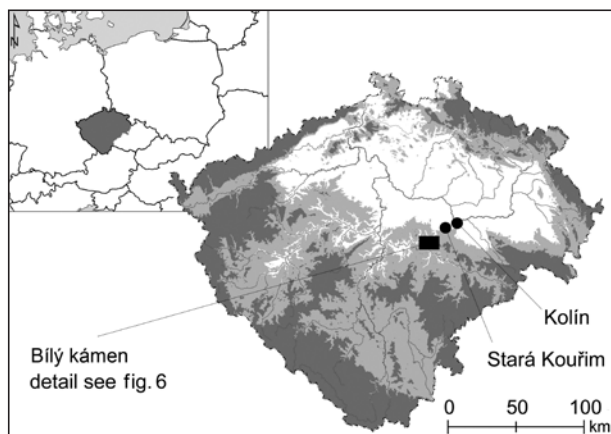 N
Kolín
Stará Kouřim
Bílý kámen
detail see fig. 6
0 50 100
km